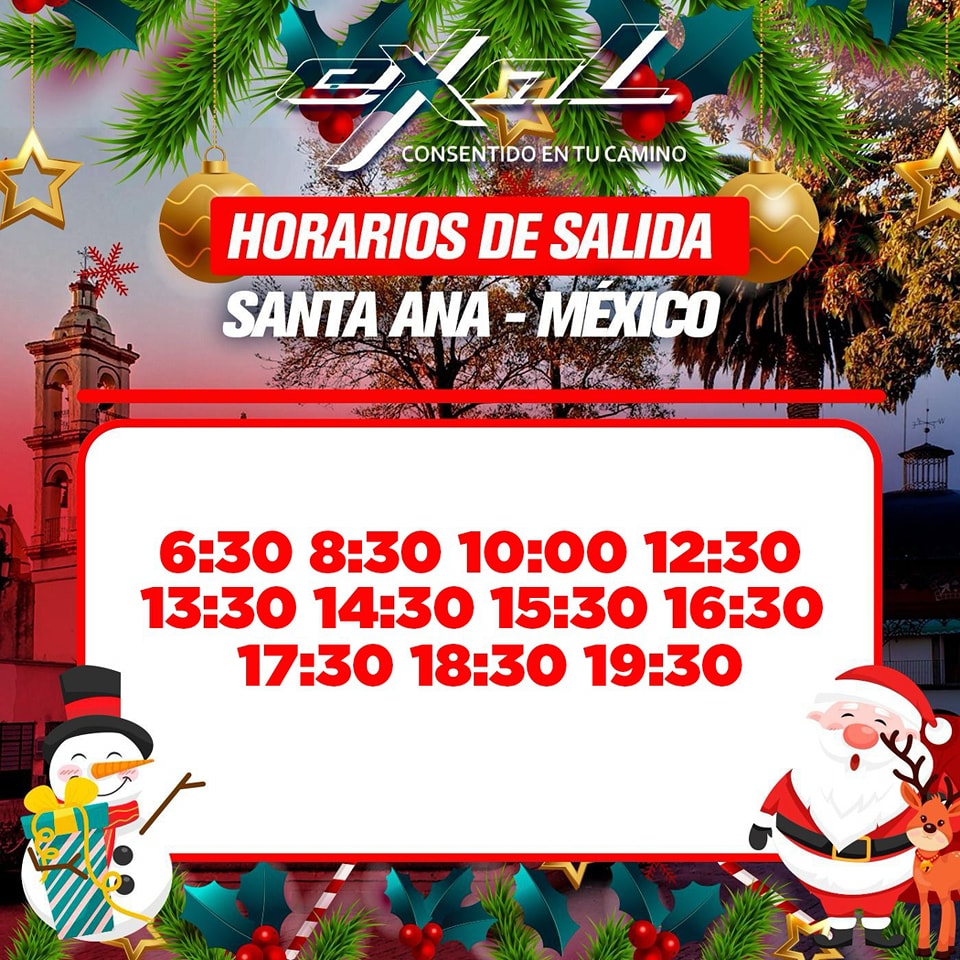 exaL
CONSENTIDO EN TU CAMINO
HORARIOS DE SALIDA
SANTA ANA - MÉXICO
6:30 8:30 10:00 12:30
13:30 14:30 15:30 16:30
17:30 18:30 19:30